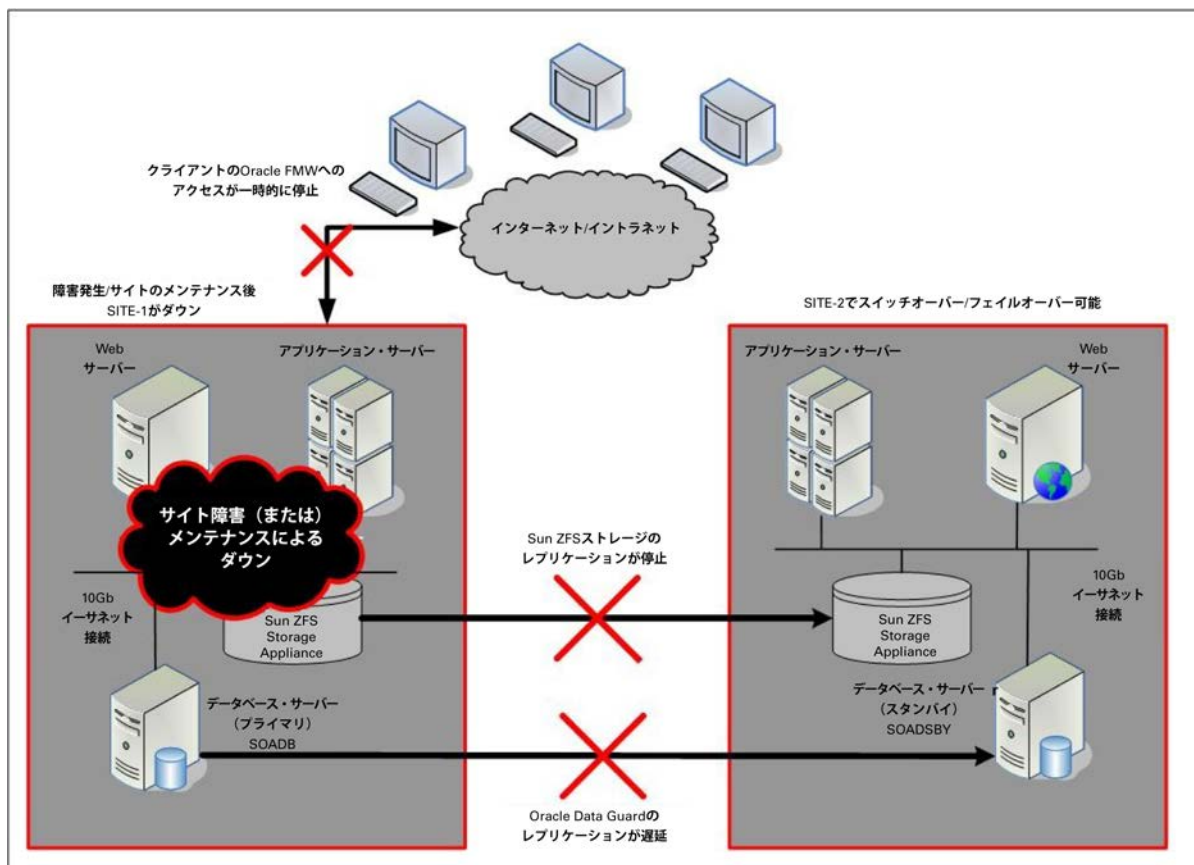 クライアントのOracle FMWへの
アクセスが一時的に停止
インターネット/イントラネット
障害発生/サイトのメンテナンス後
SITE-1がダウン
SITE-2でスイッチオーバー/フェイルオーバー可能
Web
サーバー
アプリケーション・サーバー
アプリケーション・サーバー
Web
サーバー
サイト障害（または）
メンテナンスによる
ダウン
Sun ZFSストレージの
レプリケーションが停止
10Gb
イーサネット
接続
Sun ZFS
Storage
Appliance
Sun ZFS
Storage
Appliance
10Gb
イーサネット
接続
データベース・サーバー
（プライマリ）
SOADB
データベース・サーバー
（スタンバイ）
SOADSBY
Oracle Data Guardの
レプリケーションが遅延